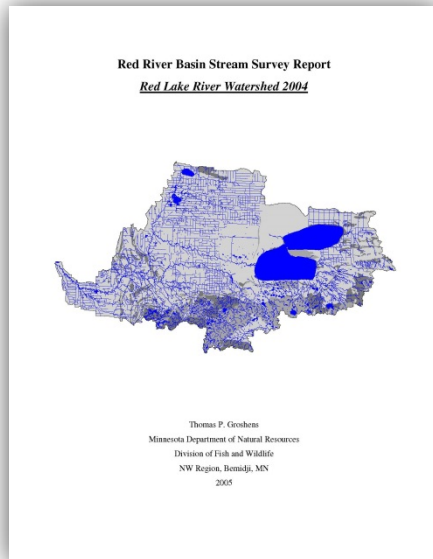 Red River Basin Stream Survey Report
Red Lake River Watershed 2004
Thomas P. Groshens
Minnesota Department of Natural Resources
Division of Fish and Wildlife
NW Region, Bemidji, MN
2005